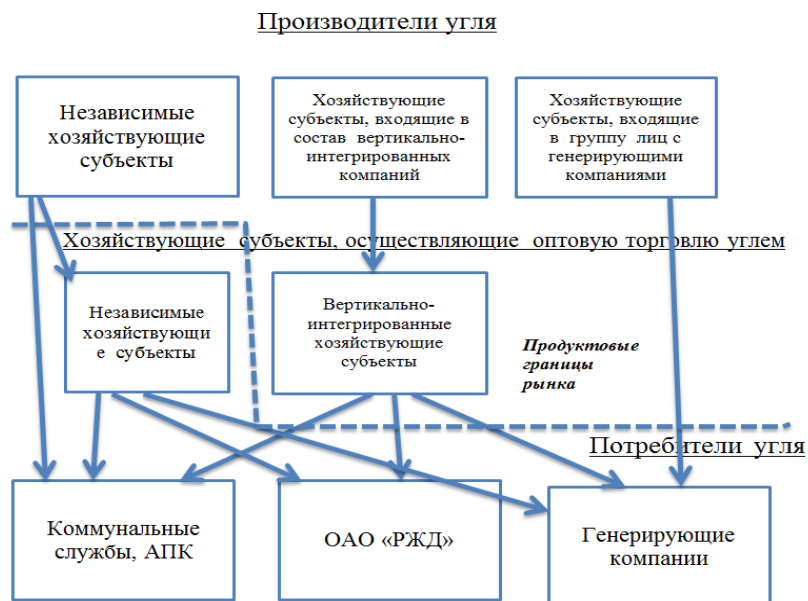 Производители угля
Независимые
хозяйствующие
субъекты
Хозяйствующие
субъекты, входящие в
состав вертикально-
интегрированных
компаний
Хозяйствующие
субъекты, входящие
в группу лиц с
генерирующими
компаниями
Хозяйствующие субъекты, осуществляющие оптовую торговлю углем
Независимые
хозяйствующи
е субъекты
Вертикально-
интегрированные
хозяйствующие
субъекты
Продуктовые
границы
рынка
Потребители угля
Коммунальные
службы, АПК
ОАО «РЖД»
Генерирующие
компании